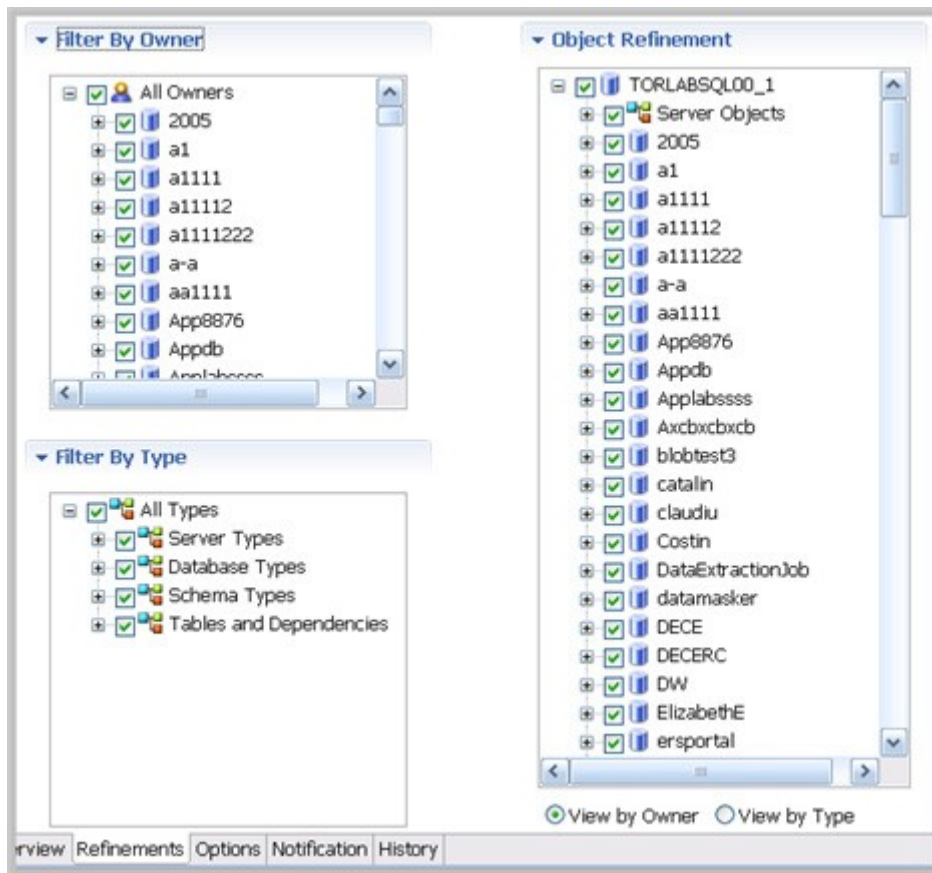 Filter By Owner
All Owners
2005
a1
a1111
a11112
a1111222
a-a
aa1111
App8876
Appdb
Applabssss
Filter By Type
All Types
Server Types
Database Types
Schema Types
Tables and Dependencies
Object Refinement
TORLABSQL00_1
Server Objects
2005
a1
a1111
a11112
a1111222
a-a
aa1111
App8876
Appdb
Applabssss
Axcbxcbxcb
blobtest3
catalin
claudiu
Costin
DataExtractionJob
datamasker
DECE
DECERC
DW
ElizabethE
ersportal
View by Owner View by Type
rview Refinements Options Notification History